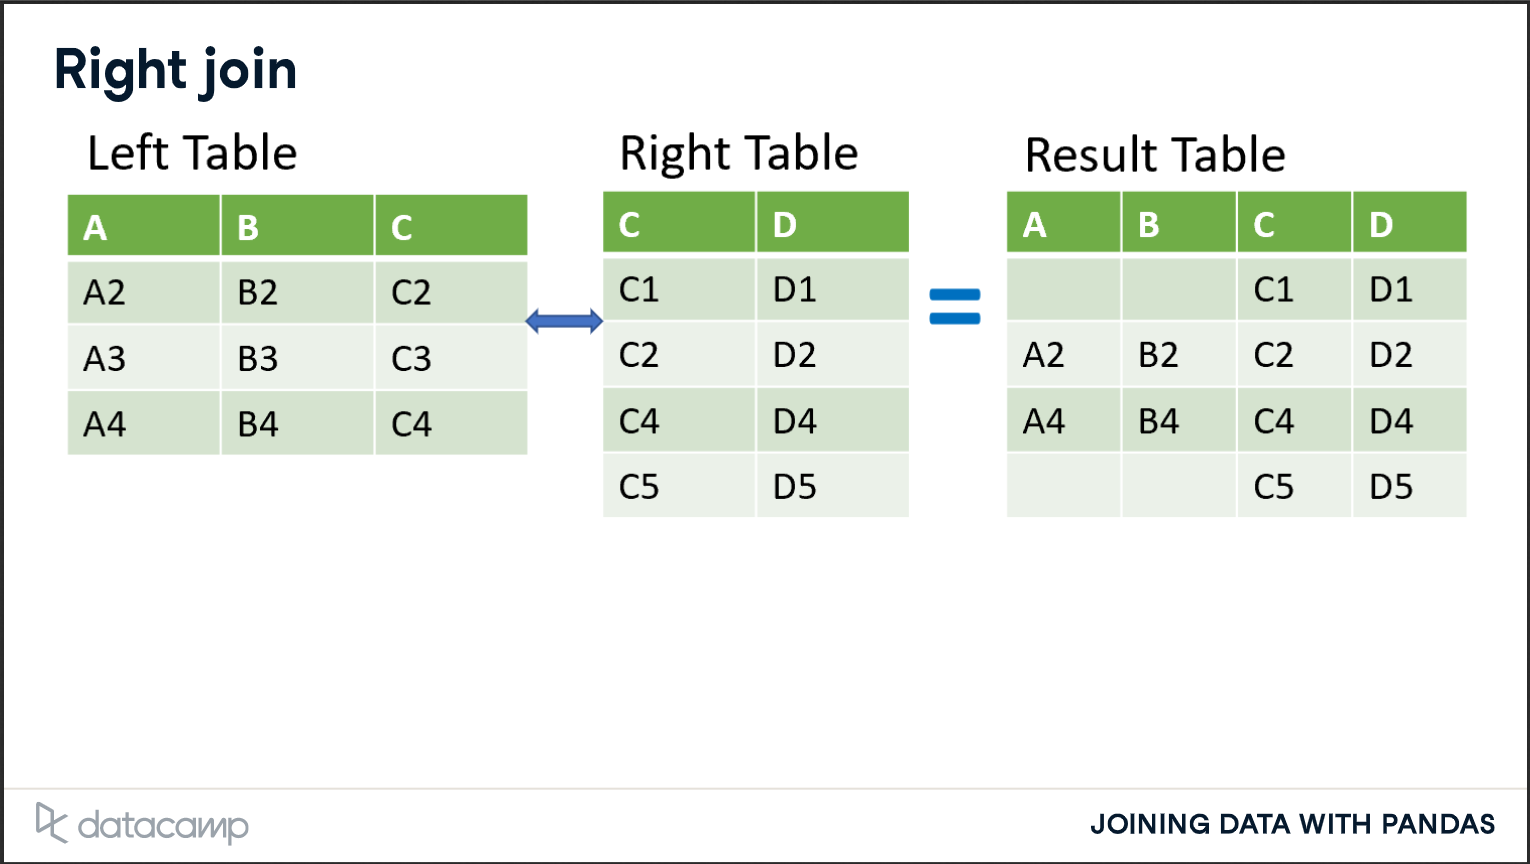 Right join
Left Table
A B C
A2 B2 C2
A3 B3 C3
A4 B4 C4
Right Table
C D
C1 D1
C2 D2
C4 D4
C5 D5
=
Result Table
A B C D
C1 D1
A2 B2 C2 D2
A4 B4 C4 D4
C5 D5
datacamp
JOINING DATA WITH PANDAS